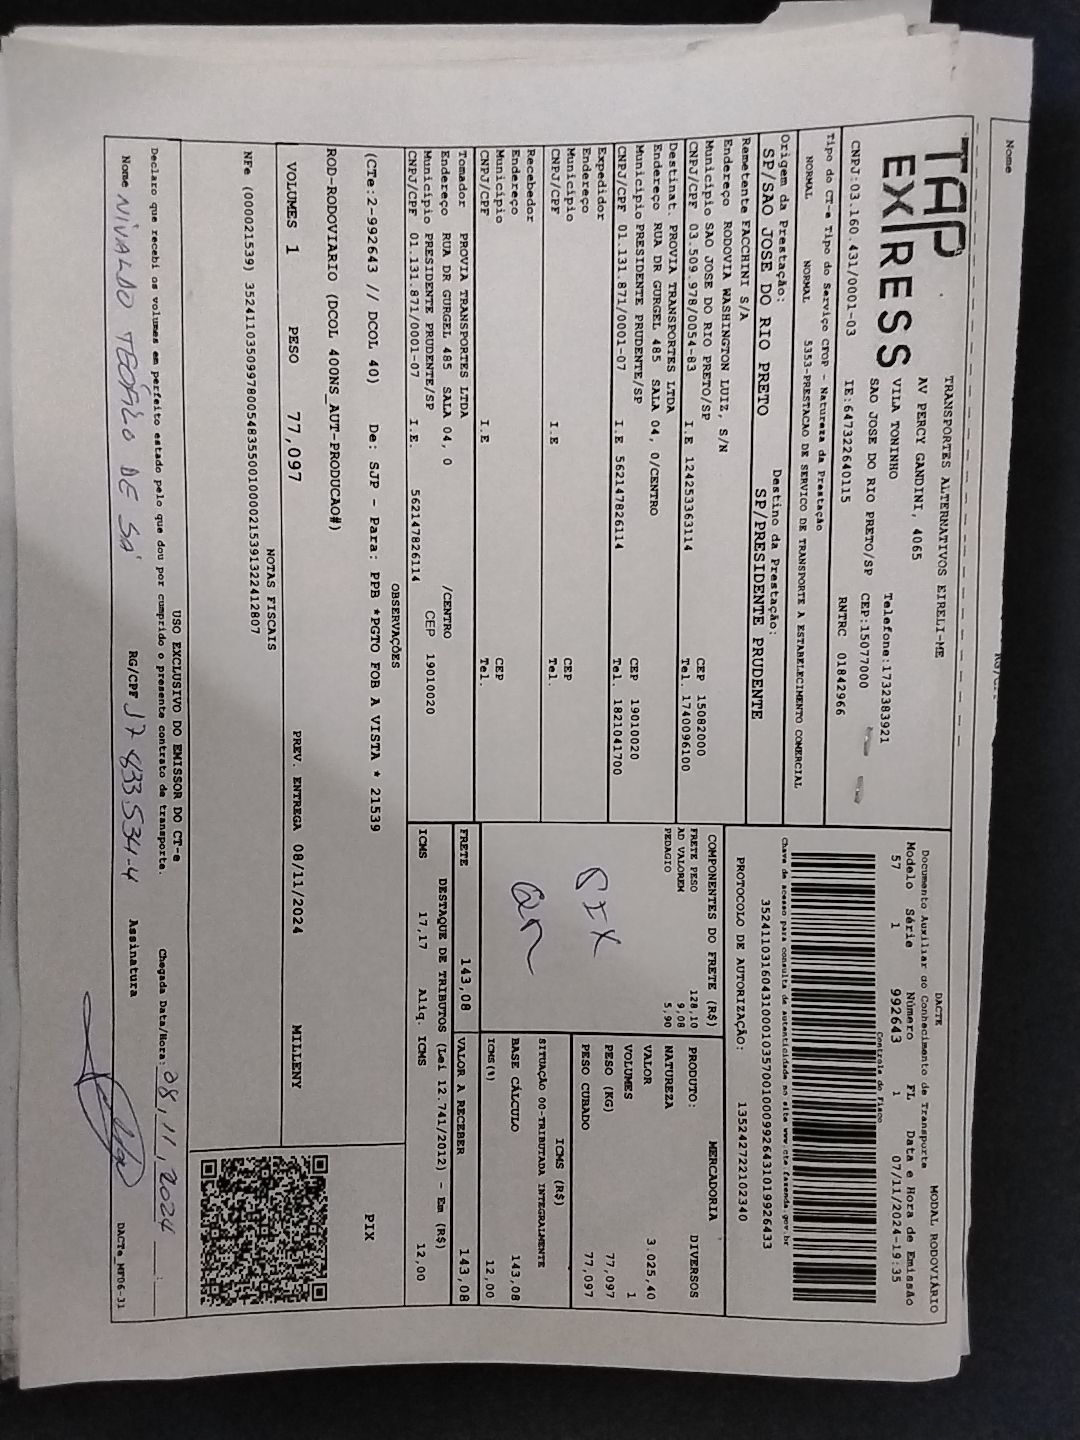 Nome
TAP
EXPRESS
TRANSPORTES ALTERNATIVOS EIRELI-ME
AV PERCY GANDINI, 4065
VILA TONINHO
SAO JOSE DO RIO PRETO/SP
Telefone:1732383921
CEP:15077000
CNPJ:03.160.431/0001-03
IE:647322640115
RNTRC 01842966
Tipo do CT-e Tipo do Serviço CFOP - Natureza da Prestação
NORMAL NORMAL 5353-PRESTACAO DE SERVICO DE TRANSPORTE A ESTABELECIMENTO COMERCIAL
Origem da Prestação: Destino da Prestação:
SP/SAO JOSE DO RIO PRETO SP/PRESIDENTE PRUDENTE
DACTE MODAL RODOVIÁRIO
Documento Auxiliar do Conhecimento de Transporte
Modelo Série Número FL Data e Hora de Emissão
57 1 992643 1 07/11/2024-19:35
Controle do Fisco
Chave de acesso para consulta de autenticidade no site www.cte.fazenda.gov.br
35241103160431000103570010009926431019926433
PROTOCOLO DE AUTORIZAÇÃO: 135242722102340
Remetente FACCHINI S/A
Endereço RODOVIA WASHINGTON LUIZ, S/N
Município SAO JOSE DO RIO PRETO/SP CEP 15082000
CNPJ/CPF 03.509.978/0054-83 I.E 124253363114 Tel. 1740096100
Destinat. PROVIA TRANSPORTES LTDA
Endereço RUA DR GURGEL 485 SALA 04, 0/CENTRO
Município PRESIDENTE PRUDENTE/SP CEP 19010020
CNPJ/CPF 01.131.871/0001-07 I.E 562147826114 Tel. 1821041700
Expedidor
Endereço
Município CEP
CNPJ/CPF I.E Tel.
Recebedor
Endereço
Município CEP
CNPJ/CPF I.E Tel.
Tomador PROVIA TRANSPORTES LTDA
Endereço RUA DR GURGEL 485 SALA 04, 0 /CENTRO
Município PRESIDENTE PRUDENTE/SP CEP 19010020
CNPJ/CPF 01.131.871/0001-07 I.E. 562147826114
COMPONENTES DO FRETE (R$)
FRETE PESO 128,10
AD VALOREM 9,08
PEDAGIO 5,90
PIX
FRETE 143,08
MERCADORIA
PRODUTO: DIVERSOS
NATUREZA
VALOR 3.025,40
VOLUMES 1
PESO (KG) 77,097
PESO CUBADO 77,097
ICMS (R$)
SITUAÇÃO 00-TRIBUTADA INTEGRALMENTE
BASE CÁLCULO 143,08
ICMS(%) 12,00
VALOR A RECEBER 143,08
DESTAQUE DE TRIBUTOS (Lei 12.741/2012) - Em (R$)
ICMS 17,17 Aliq. ICMS 12,00
OBSERVAÇÕES
(CTe:2-992643 // DCOL 40) De: SJP - Para: PPB *PGTO FOB A VISTA * 21539
PIX
ROD-RODOVIARIO (DCOL 400NS_AUT-PRODUCAO#)
VOLUMES 1 PESO 77,097 PREV. ENTREGA 08/11/2024 MILLENY
NOTAS FISCAIS
NFe (000021539) 35241103509978005483550010000215391322412807
USO EXCLUSIVO DO EMISSOR DO CT-e
Declaro que recebi os volumes em perfeito estado pelo que dou por cumprido o presente contrato de transporte. Chegada Data/Hora: 08,11,2024
Nome NIVALDO TEÓFILO DE SÁ RG/CPF 17 833534-4 Assinatura DACTe MF06-31